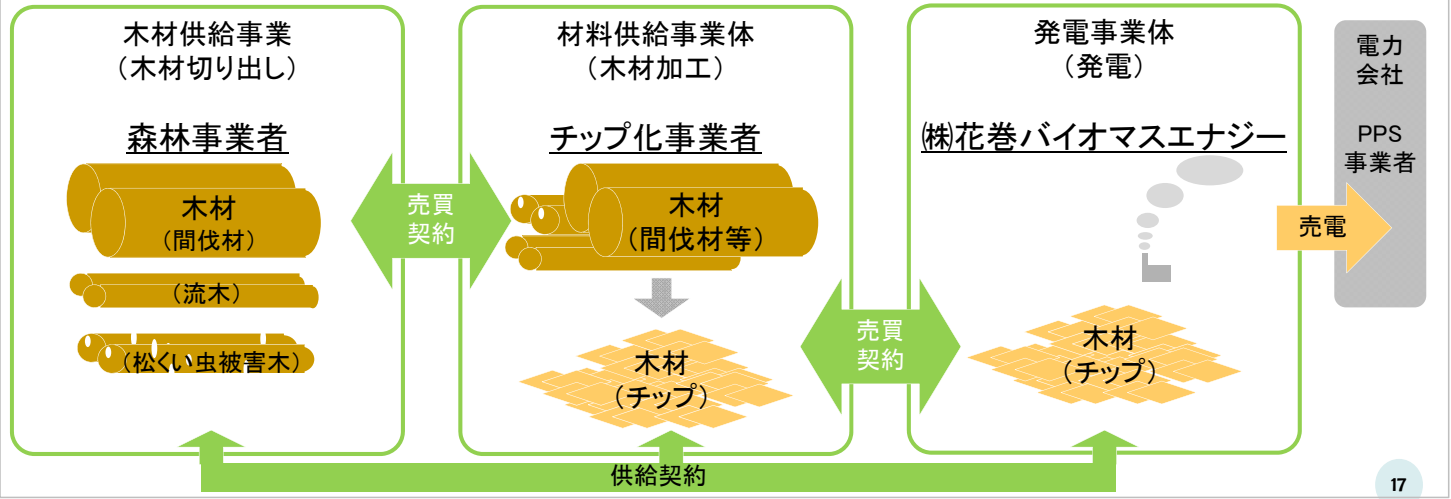 木材供給事業
（木材切り出し）
森林事業者
木材
（間伐材）
（流木）
（松くい虫被害木）
売買
契約
材料供給事業体
（木材加工）
チップ化事業者
木材
（間伐材等）
木材
（チップ）
売買
契約
発電事業体
（発電）
㈱花巻バイオマスエナジー
木材
（チップ）
売電
電力
会社
PPS
事業者
供給契約
17